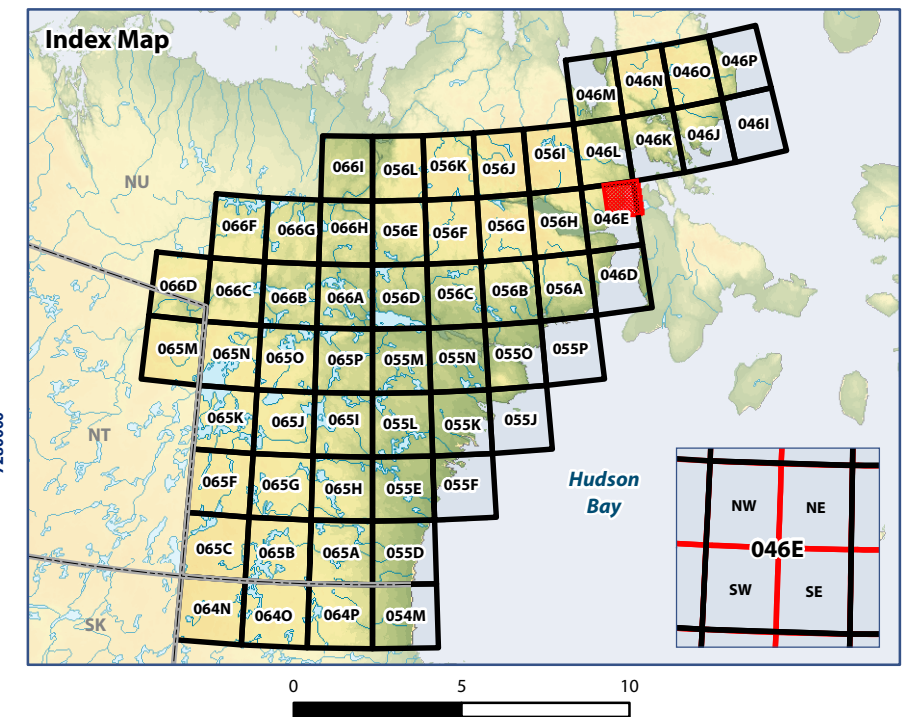 Index Map
046M 046N 046O 046P
046L 046K 046J 046I
066I 056L 056K 056J 056I
NU
066F 066G 066H 056E 056F 056G 056H 046E
066D 066C 066B 066A 056D 056C 056B 056A 046D
065M 065N 065O 065P 055M 055N 055O 055P
065K 065J 065I 055L 055K 055J
NT
065F 065G 065H 055E 055F
Hudson
Bay
065C 065B 065A 055D
064N 064O 064P 054M
SK
NW NE
046E
SW SE
0 5 10